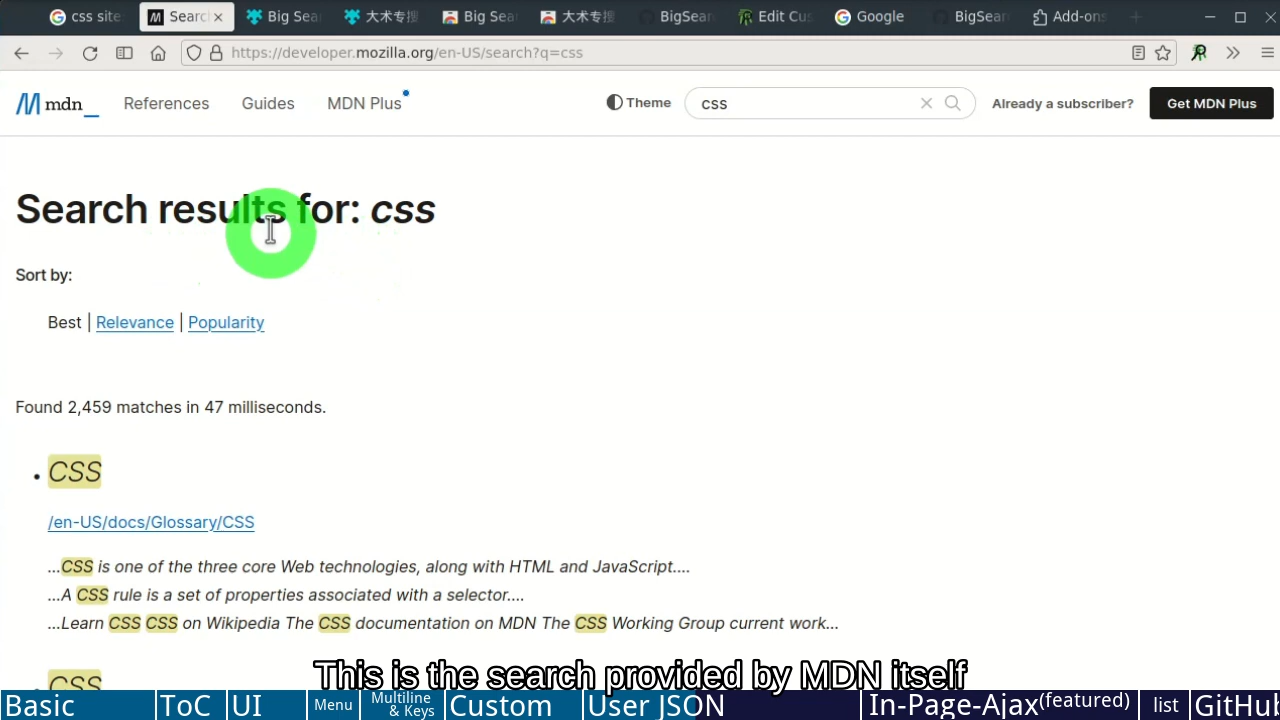 css site
Searc
Big Sear
大术专搜
Big Sear
大术专搜
BigSear
Edit Cus
Google
BigSear
Add-ons
https://developer.mozilla.org/en-US/search?q=css
mdn_
References
Guides
MDN Plus
Theme
css
Already a subscriber?
Get MDN Plus
Search results for: css
Sort by:
Best | Relevance | Popularity
Found 2,459 matches in 47 milliseconds.
• CSS
/en-US/docs/Glossary/CSS
…CSS is one of the three core Web technologies, along with HTML and JavaScript.…
…A CSS rule is a set of properties associated with a selector.…
…Learn CSS CSS on Wikipedia The CSS documentation on MDN The CSS Working Group current work…
• CSS
This is the search provided by MDN itself
Basic
ToC
UI
Menu
Multiline
& Keys
Custom
User JSON
In-Page-Ajax(featured)
list
GitHub